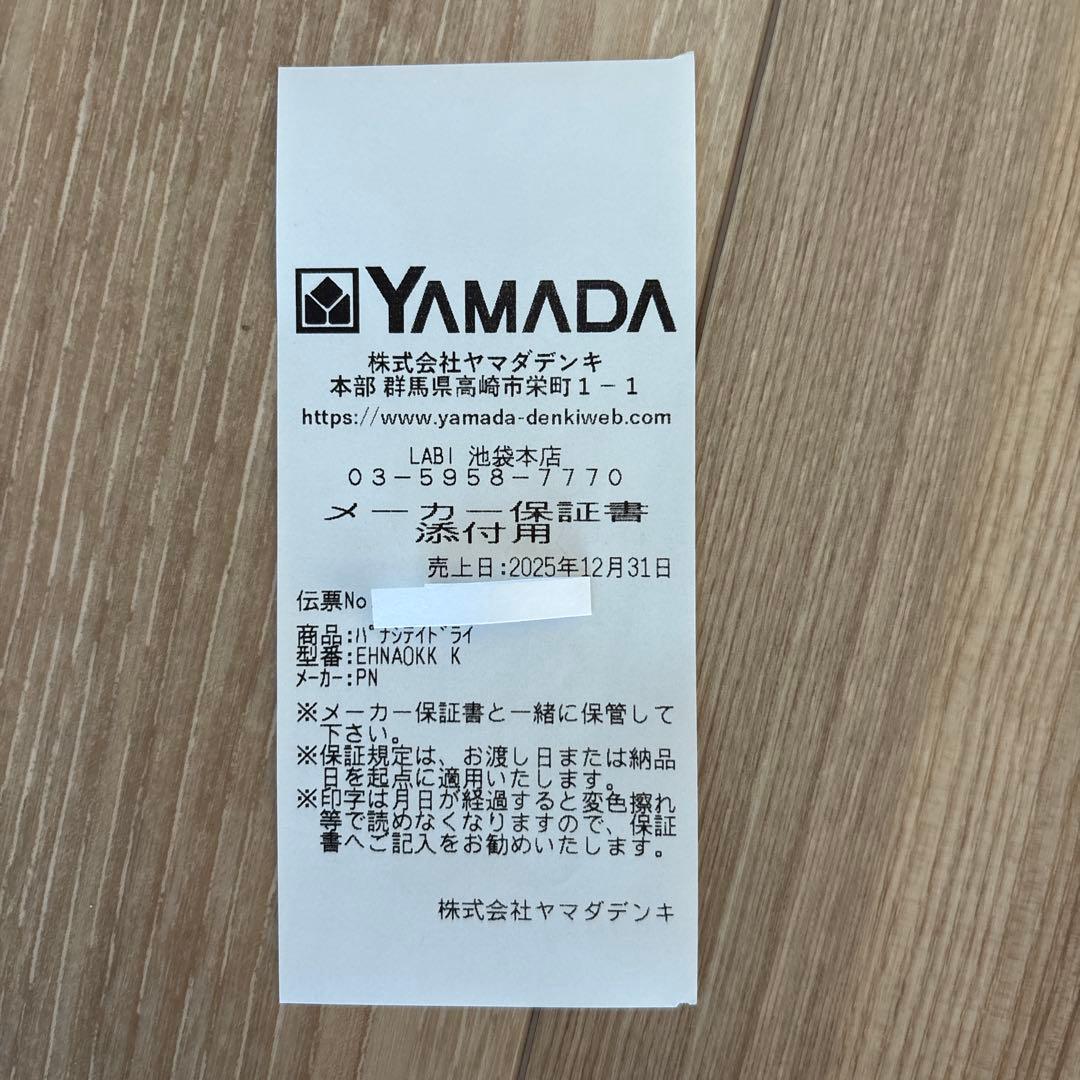 YAMADA
株式会社ヤマダデンキ
本部 群馬県高崎市栄町1-1
https://www.yamada-denkiweb.com
LABI 池袋本店
03-5958-7770
メーカー保証書
添付用
売上日:2025年12月31日
伝票No
商品:パナシテイドライ
型番:EHNA0KK K
メーカー:PN
※メーカー保証書と一緒に保管して
下さい。
※保証規定は、お渡し日または納品
日を起点に適用いたします。
※印字は月日が経過すると変色擦れ
等で読めなくなりますので、保証
書へご記入をお勧めいたします。
株式会社ヤマダデンキ